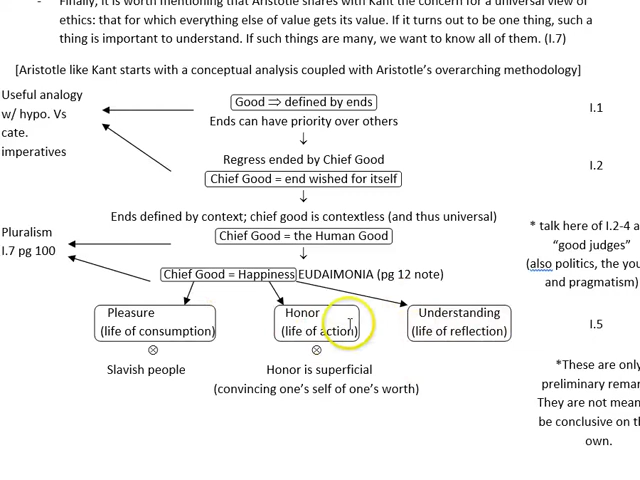 - Finally, it is worth mentioning that Aristotle shares with Kant the concern for a universal view of
ethics: that for which everything else of value gets its value. If it turns out to be one thing, such a
thing is important to understand. If such things are many, we want to know all of them. (I.7)
[Aristotle like Kant starts with a conceptual analysis coupled with Aristotle's overarching methodology]
Useful analogy
w/ hypo. Vs
cate.
imperatives
Good ⇒ defined by ends
I.1
Ends can have priority over others
↓
Regress ended by Chief Good
I.2
Chief Good = end wished for itself
↓
Ends defined by context; chief good is contextless (and thus universal)
Pluralism
I.7 pg 100
Chief Good = the Human Good
↓
Chief Good = Happiness EUDAIMONIA (pg 12 note)
* talk here of I.2-4 a
"good judges"
(also politics, the you
and pragmatism)
Pleasure
(life of consumption)
Honor
(life of action)
Understanding
(life of reflection)
I.5
⊗
⊗
Slavish people
Honor is superficial
(convincing one's self of one's worth)
*These are only
preliminary remar
They are not mean
be conclusive on th
own.